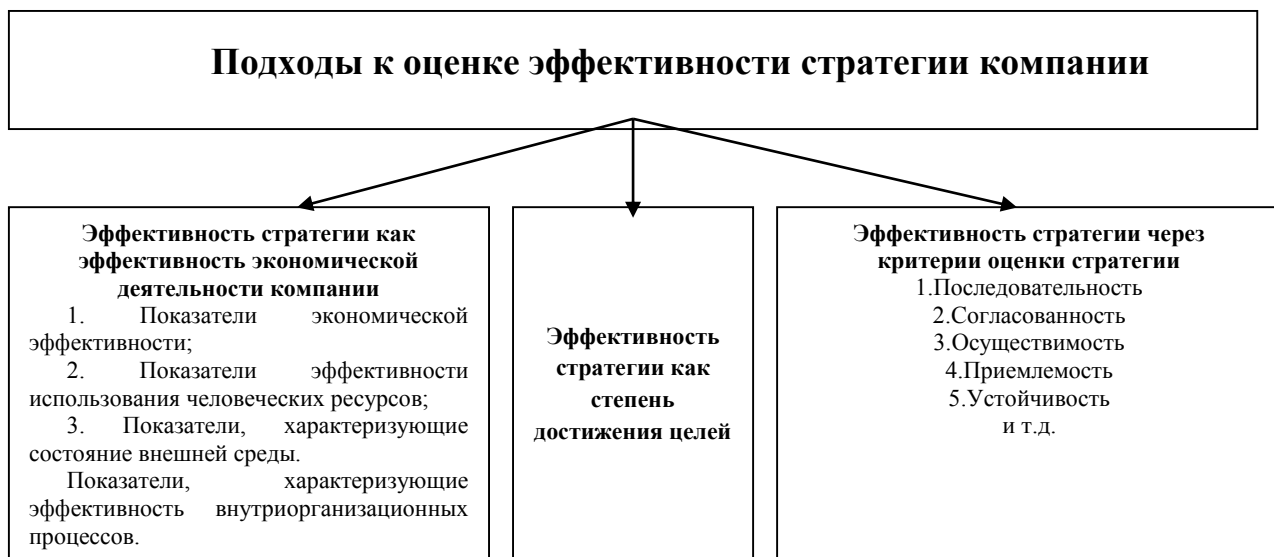 Подходы к оценке эффективности стратегии компании
Эффективность стратегии как
эффективность экономической
деятельности компании
1. Показатели экономической
эффективности;
2. Показатели эффективности
использования человеческих ресурсов;
3. Показатели, характеризующие
состояние внешней среды.
Показатели, характеризующие
эффективность внутриорганизационных
процессов.
Эффективность
стратегии как
степень
достижения целей
Эффективность стратегии через
критерии оценки стратегии
1.Последовательность
2.Согласованность
3.Осуществимость
4.Приемлемость
5.Устойчивость
и т.д.